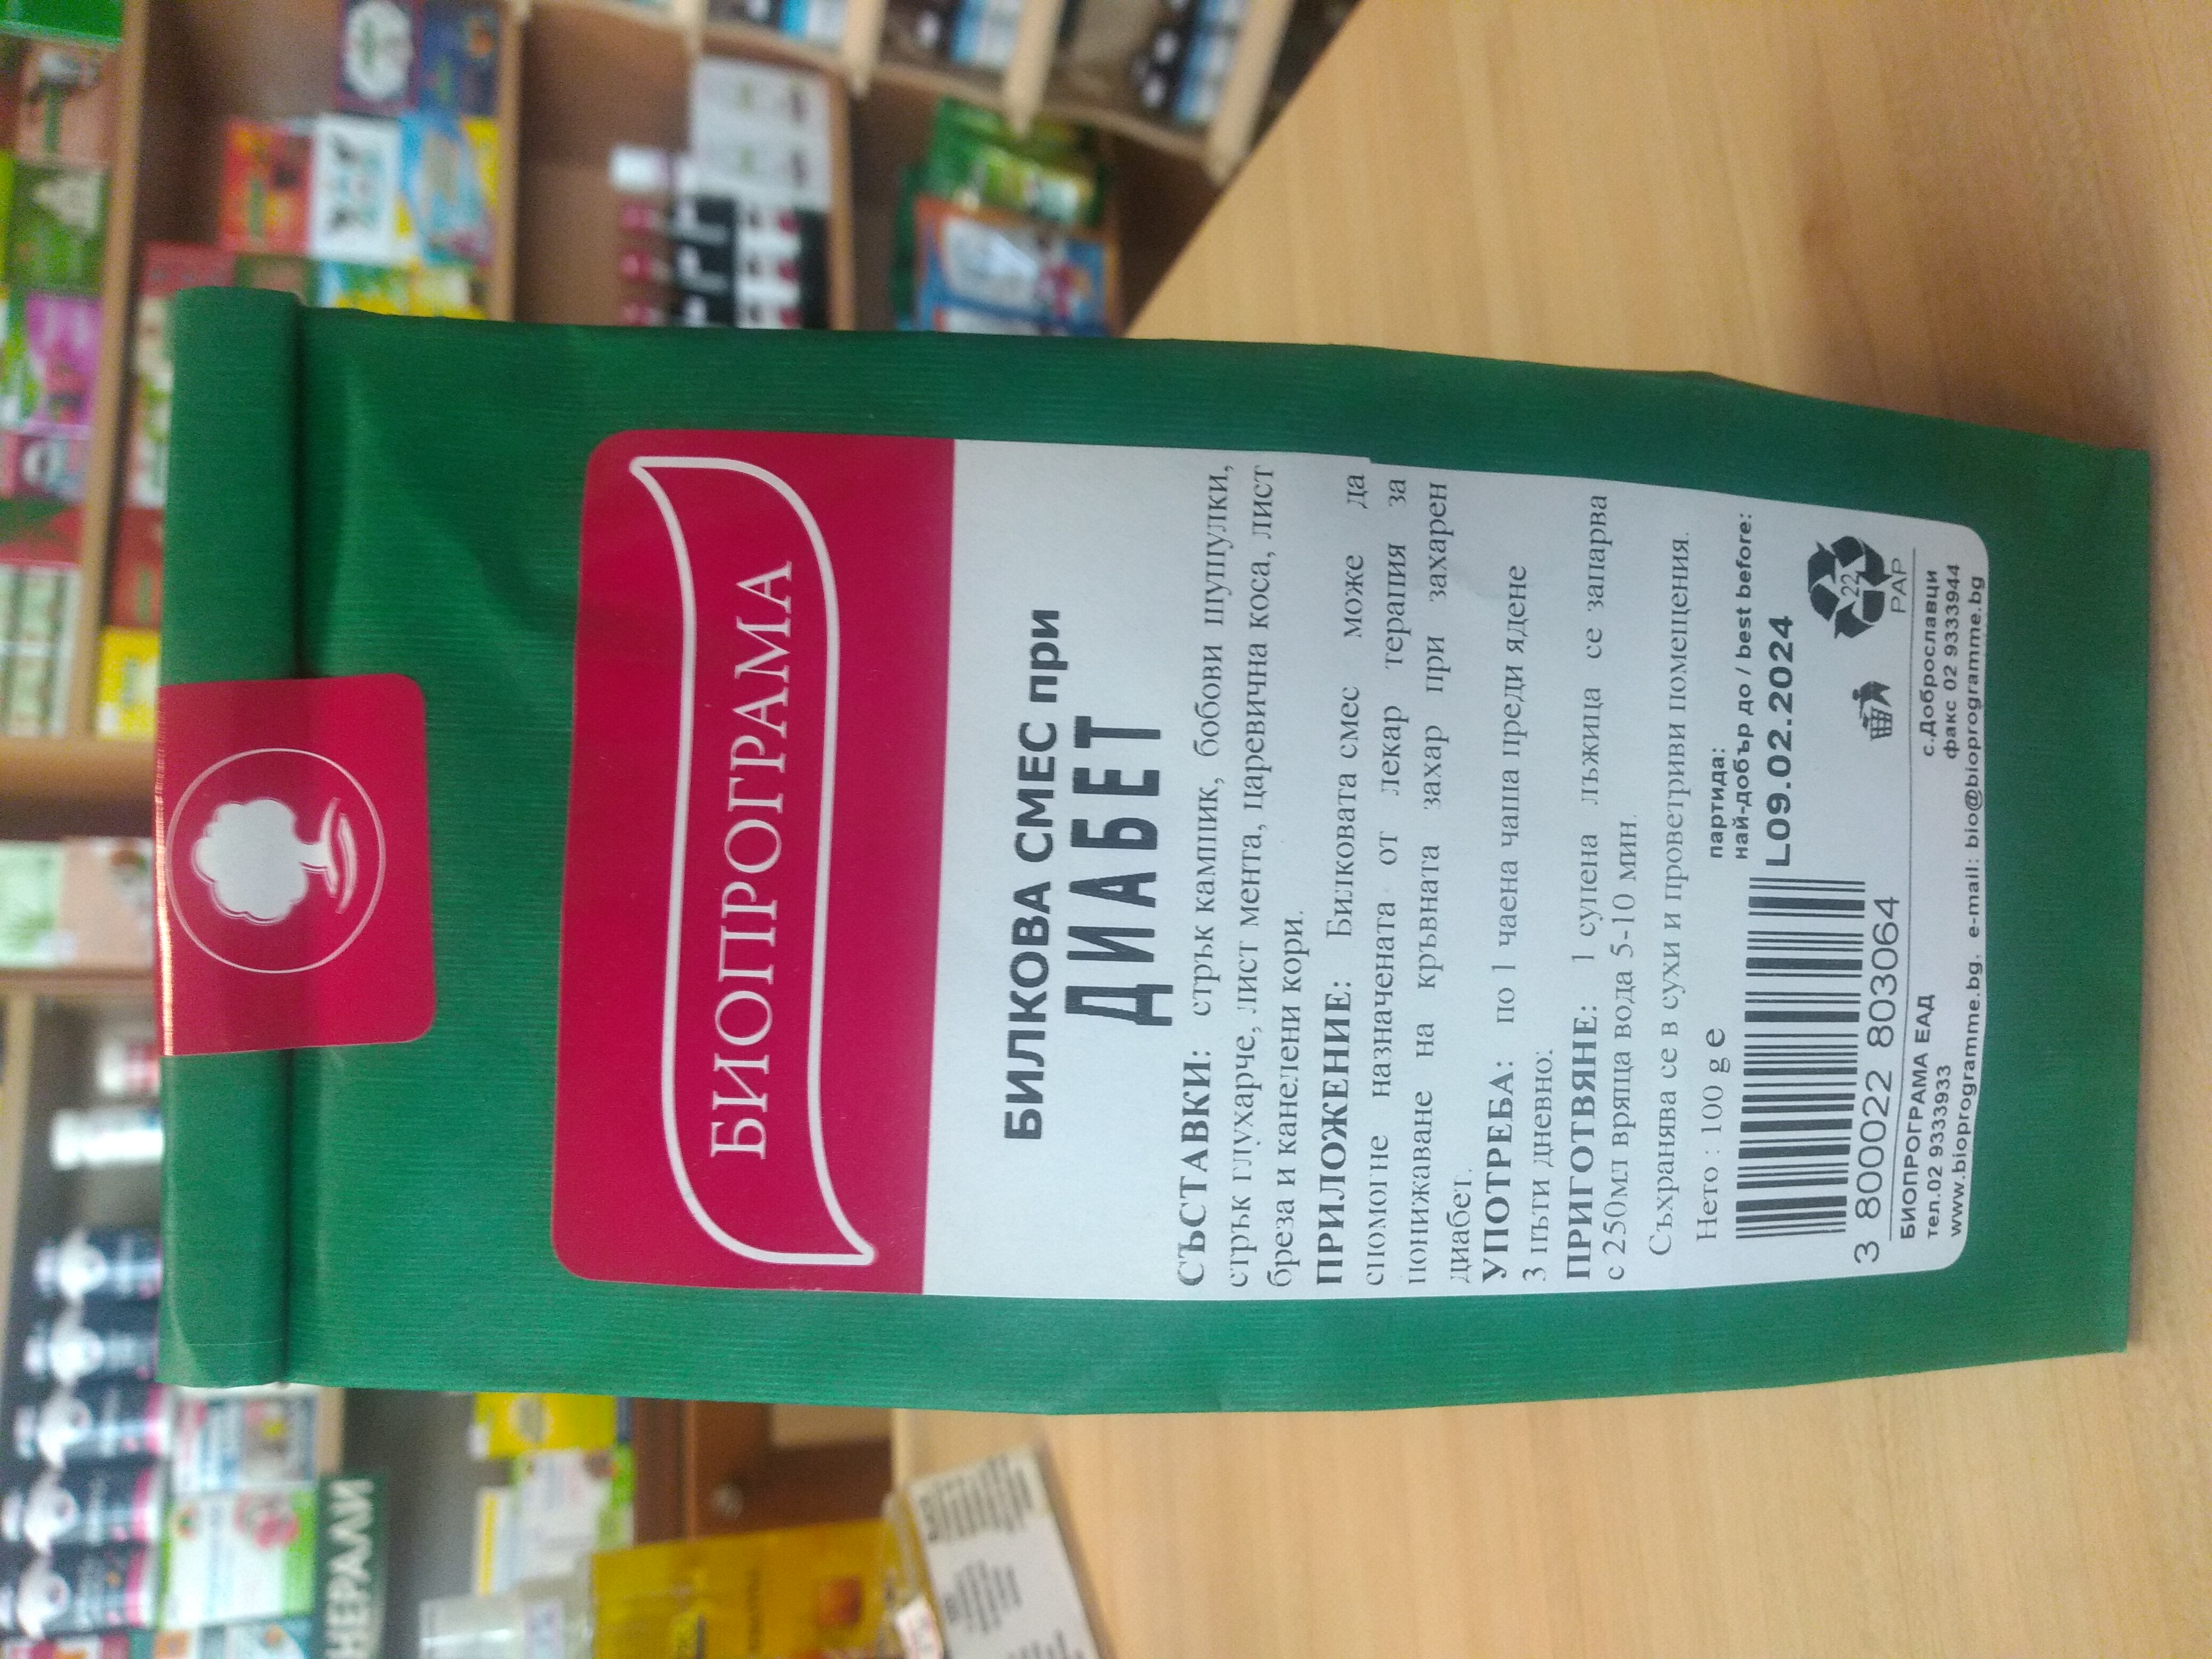 БИОПРОГРАМА
БИЛКОВА СМЕС при
ДИАБЕТ
СЪСТАВКИ: стрък кампик, бобови шушулки,
стрък глухарче, лист мента, царевична коса, лист
бреза и канелени кори.
ПРИЛОЖЕНИЕ: Билковата смес може да
спомогне назначената от лекар терапия за
понижаване на кръвната захар при захарен
диабет.
УПОТРЕБА: по 1 чаена чаша преди ядене
3 пъти дневно.
ПРИГОТВЯНЕ: 1 супена лъжица се запарва
с 250мл вряща вода 5-10 мин.
Съхранява се в сухи и проветриви помещения.
Нето : 100 g e
партида:
най-добър до / best before:
L09.02.2024
3 800022 803064
22
PAP
БИОПРОГРАМА ЕАД с.Доброславци
тел.02 9333933 факс 02 9333944
www.bioprogramme.bg. e-mail: bio@bioprogramme.bg
НЕРАЛИ